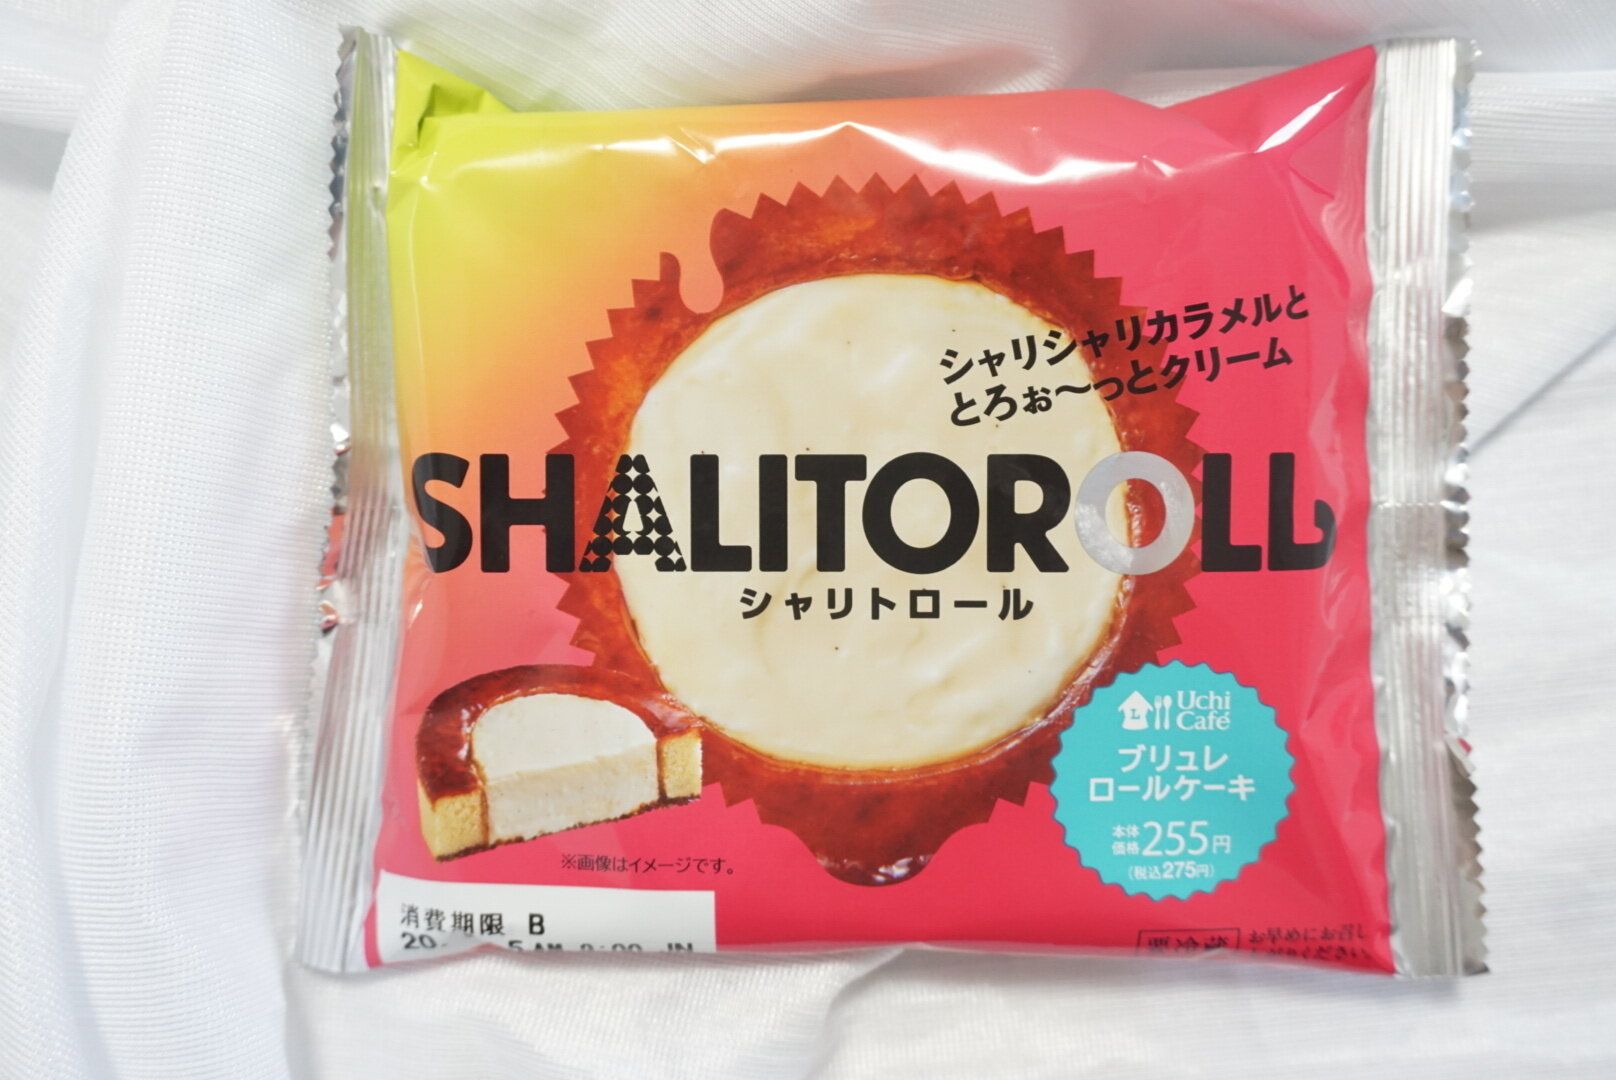 シャリシャリカラメルと
とろぉ〜っとクリーム
SHALITOROLL
シャリトロール
L
Uchi
Café
ブリュレ
ロールケーキ
本体
価格255円
(税込275円)
※画像はイメージです。
消費期限 B
要冷蔵
お早めにお召し